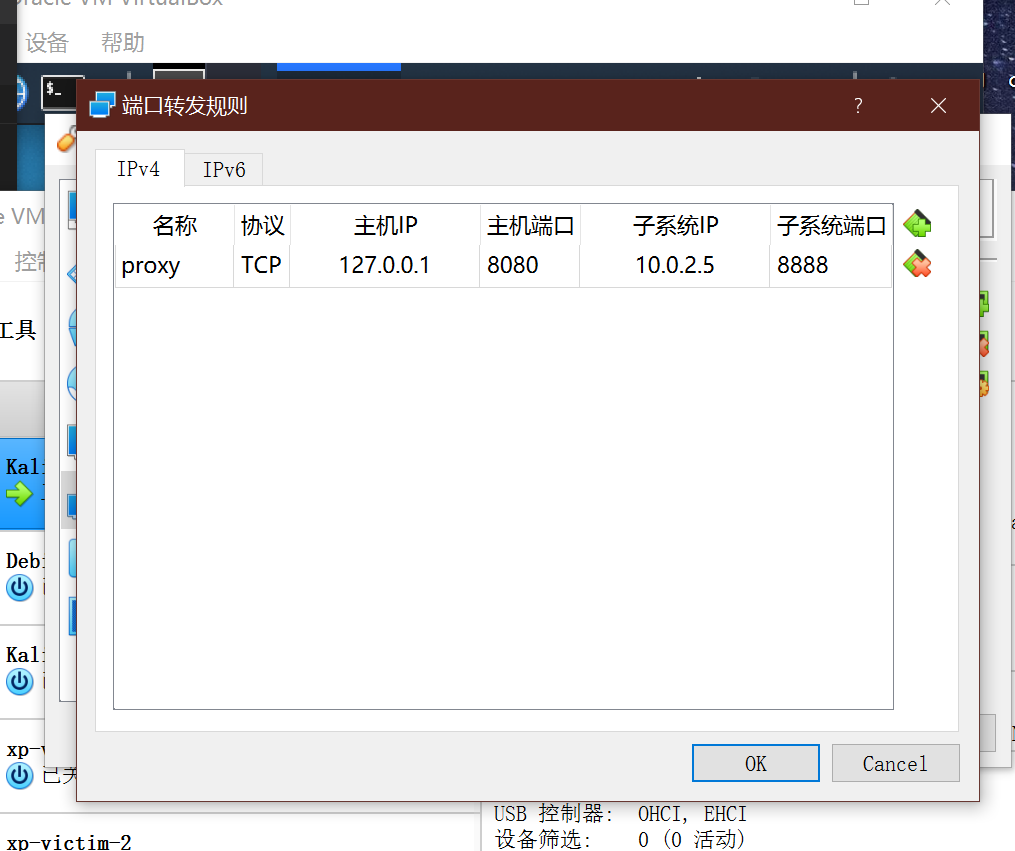 Oracle VM VirtualBox
设备 帮助
$_
端口转发规则 ?
IPv4 IPv6
名称 协议 主机IP 主机端口 子系统IP 子系统端口
proxy TCP 127.0.0.1 8080 10.0.2.5 8888
VM
工具
Kali
Debi
Kali
xp-v
已关
xp-victim-2
OK Cancel
USB 控制器: OHCI, EHCI
设备筛选: 0 (0 活动)